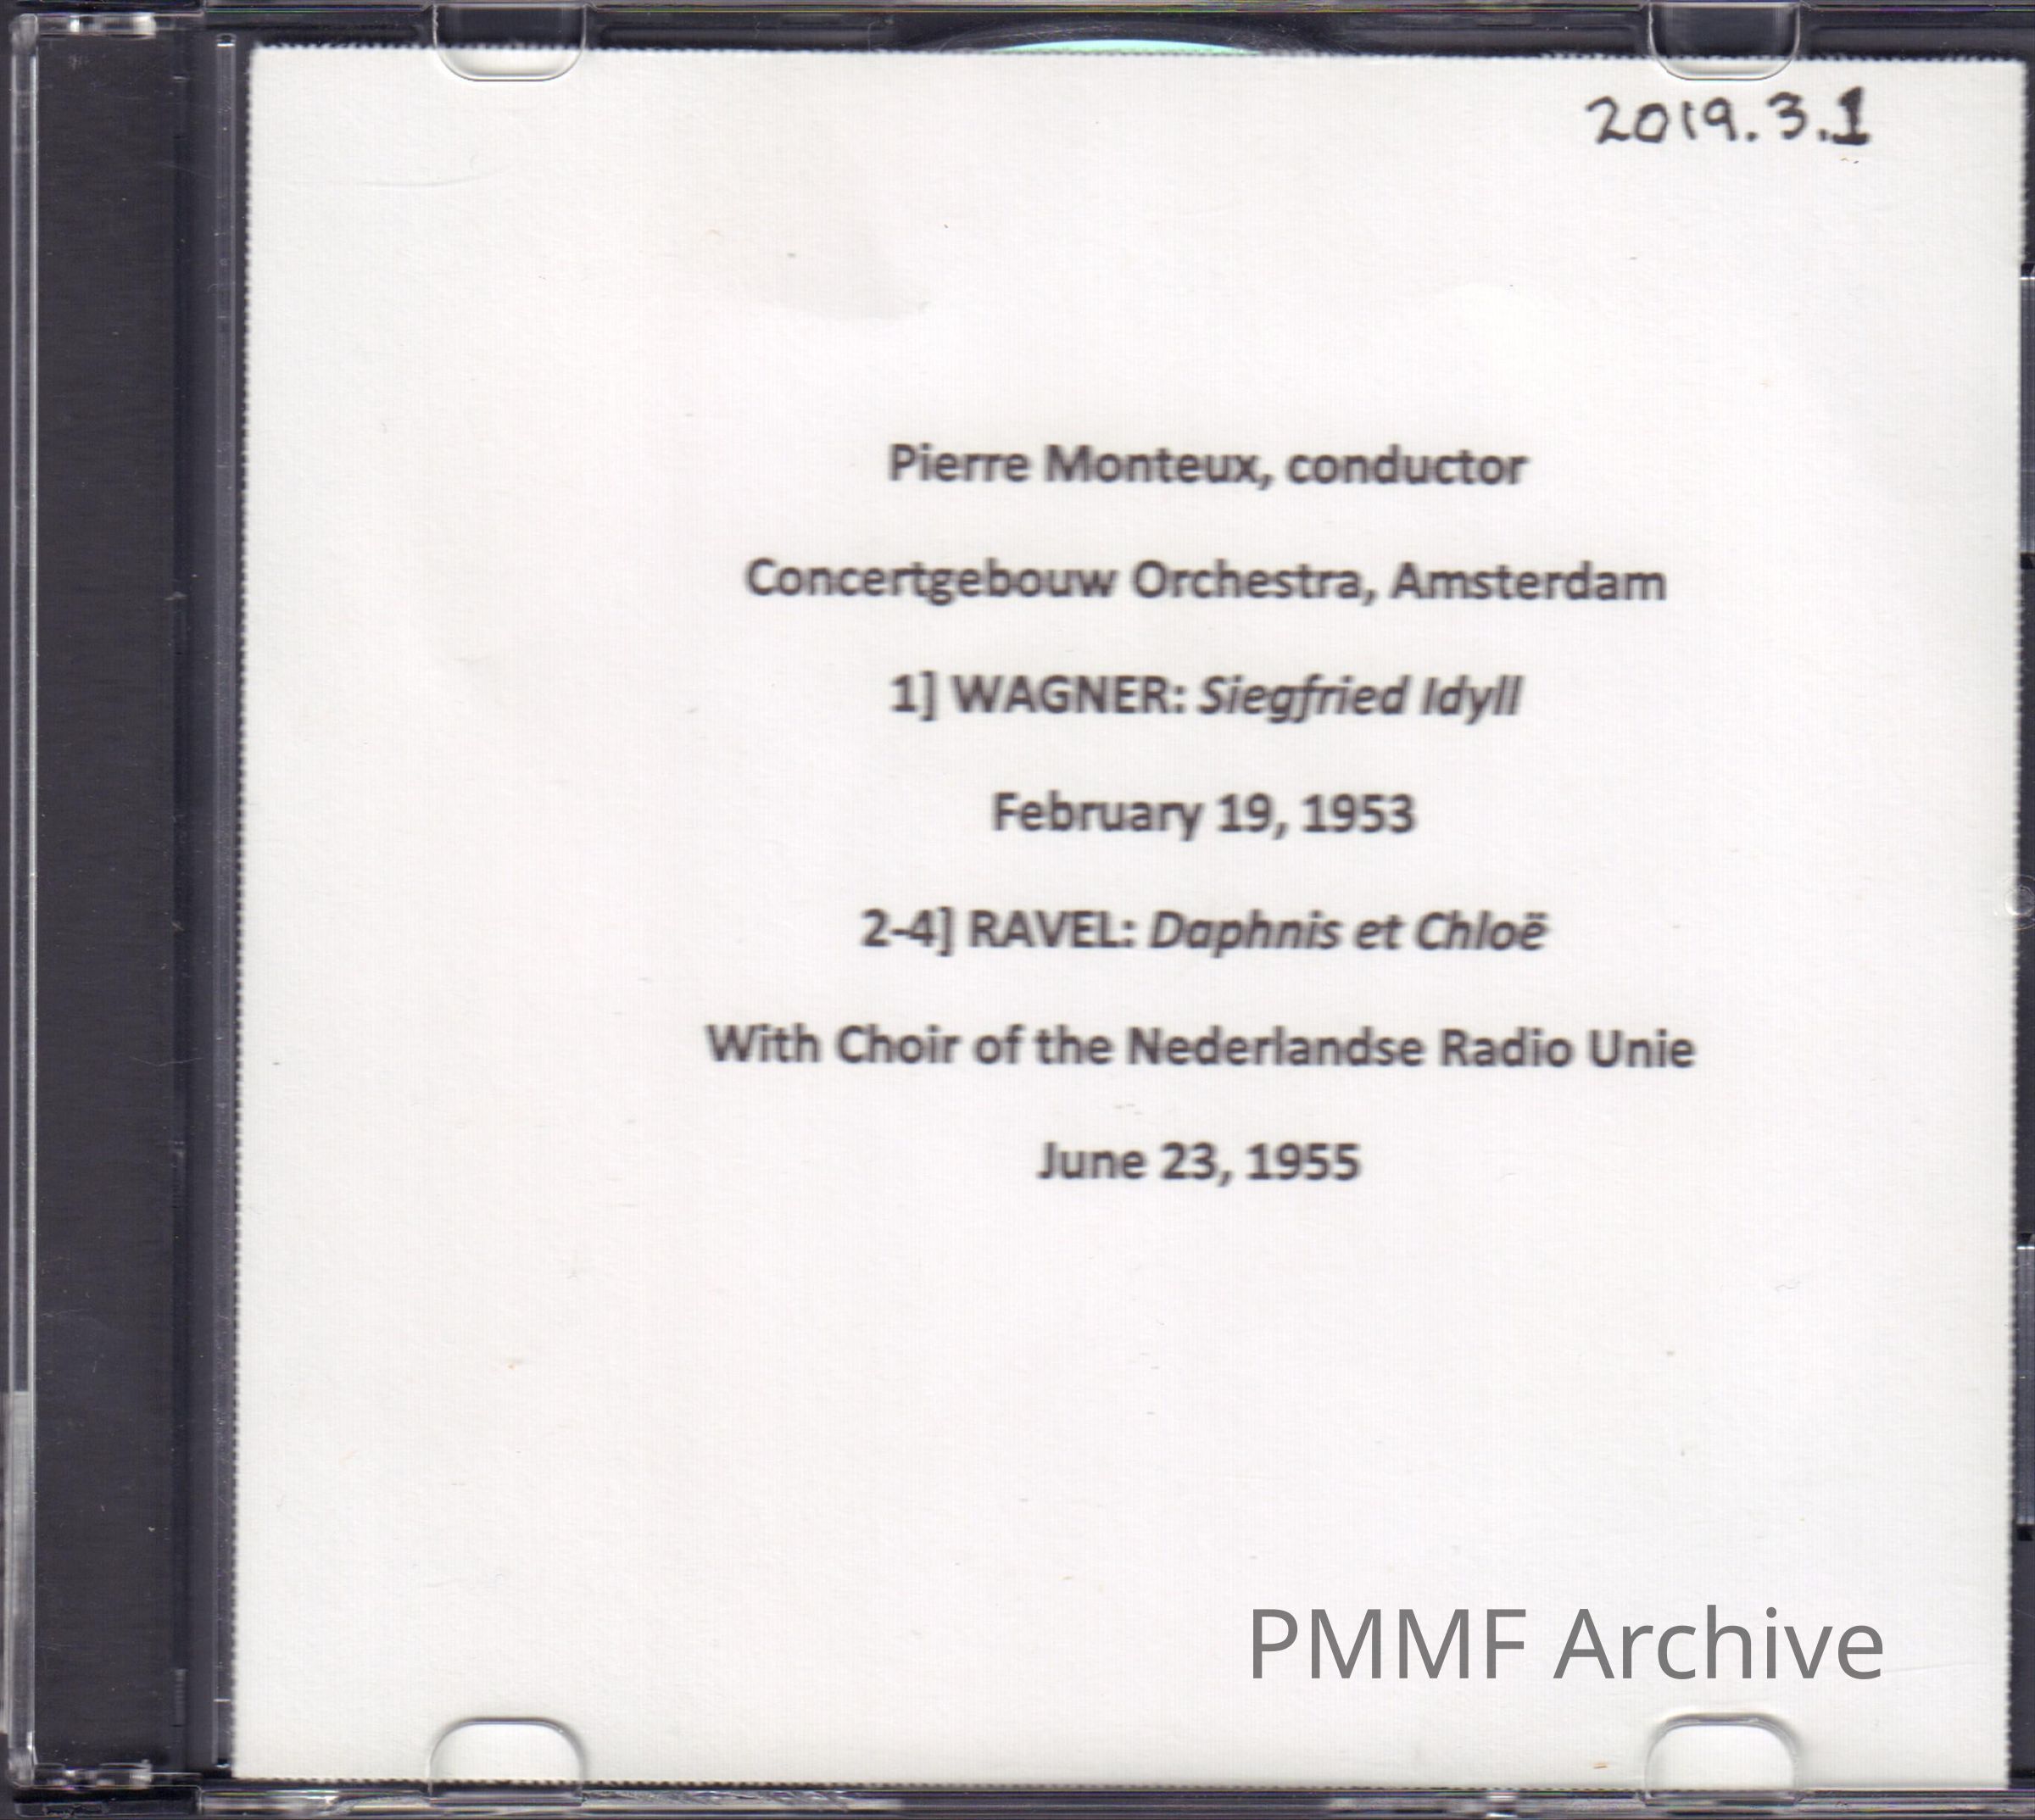 2019.3.1
Pierre Monteux, conductor
Concertgebouw Orchestra, Amsterdam
1] WAGNER: Siegfried Idyll
February 19, 1953
2-4] RAVEL: Daphnis et Chloë
With Choir of the Nederlandse Radio Unie
June 23, 1955
PMMF Archive